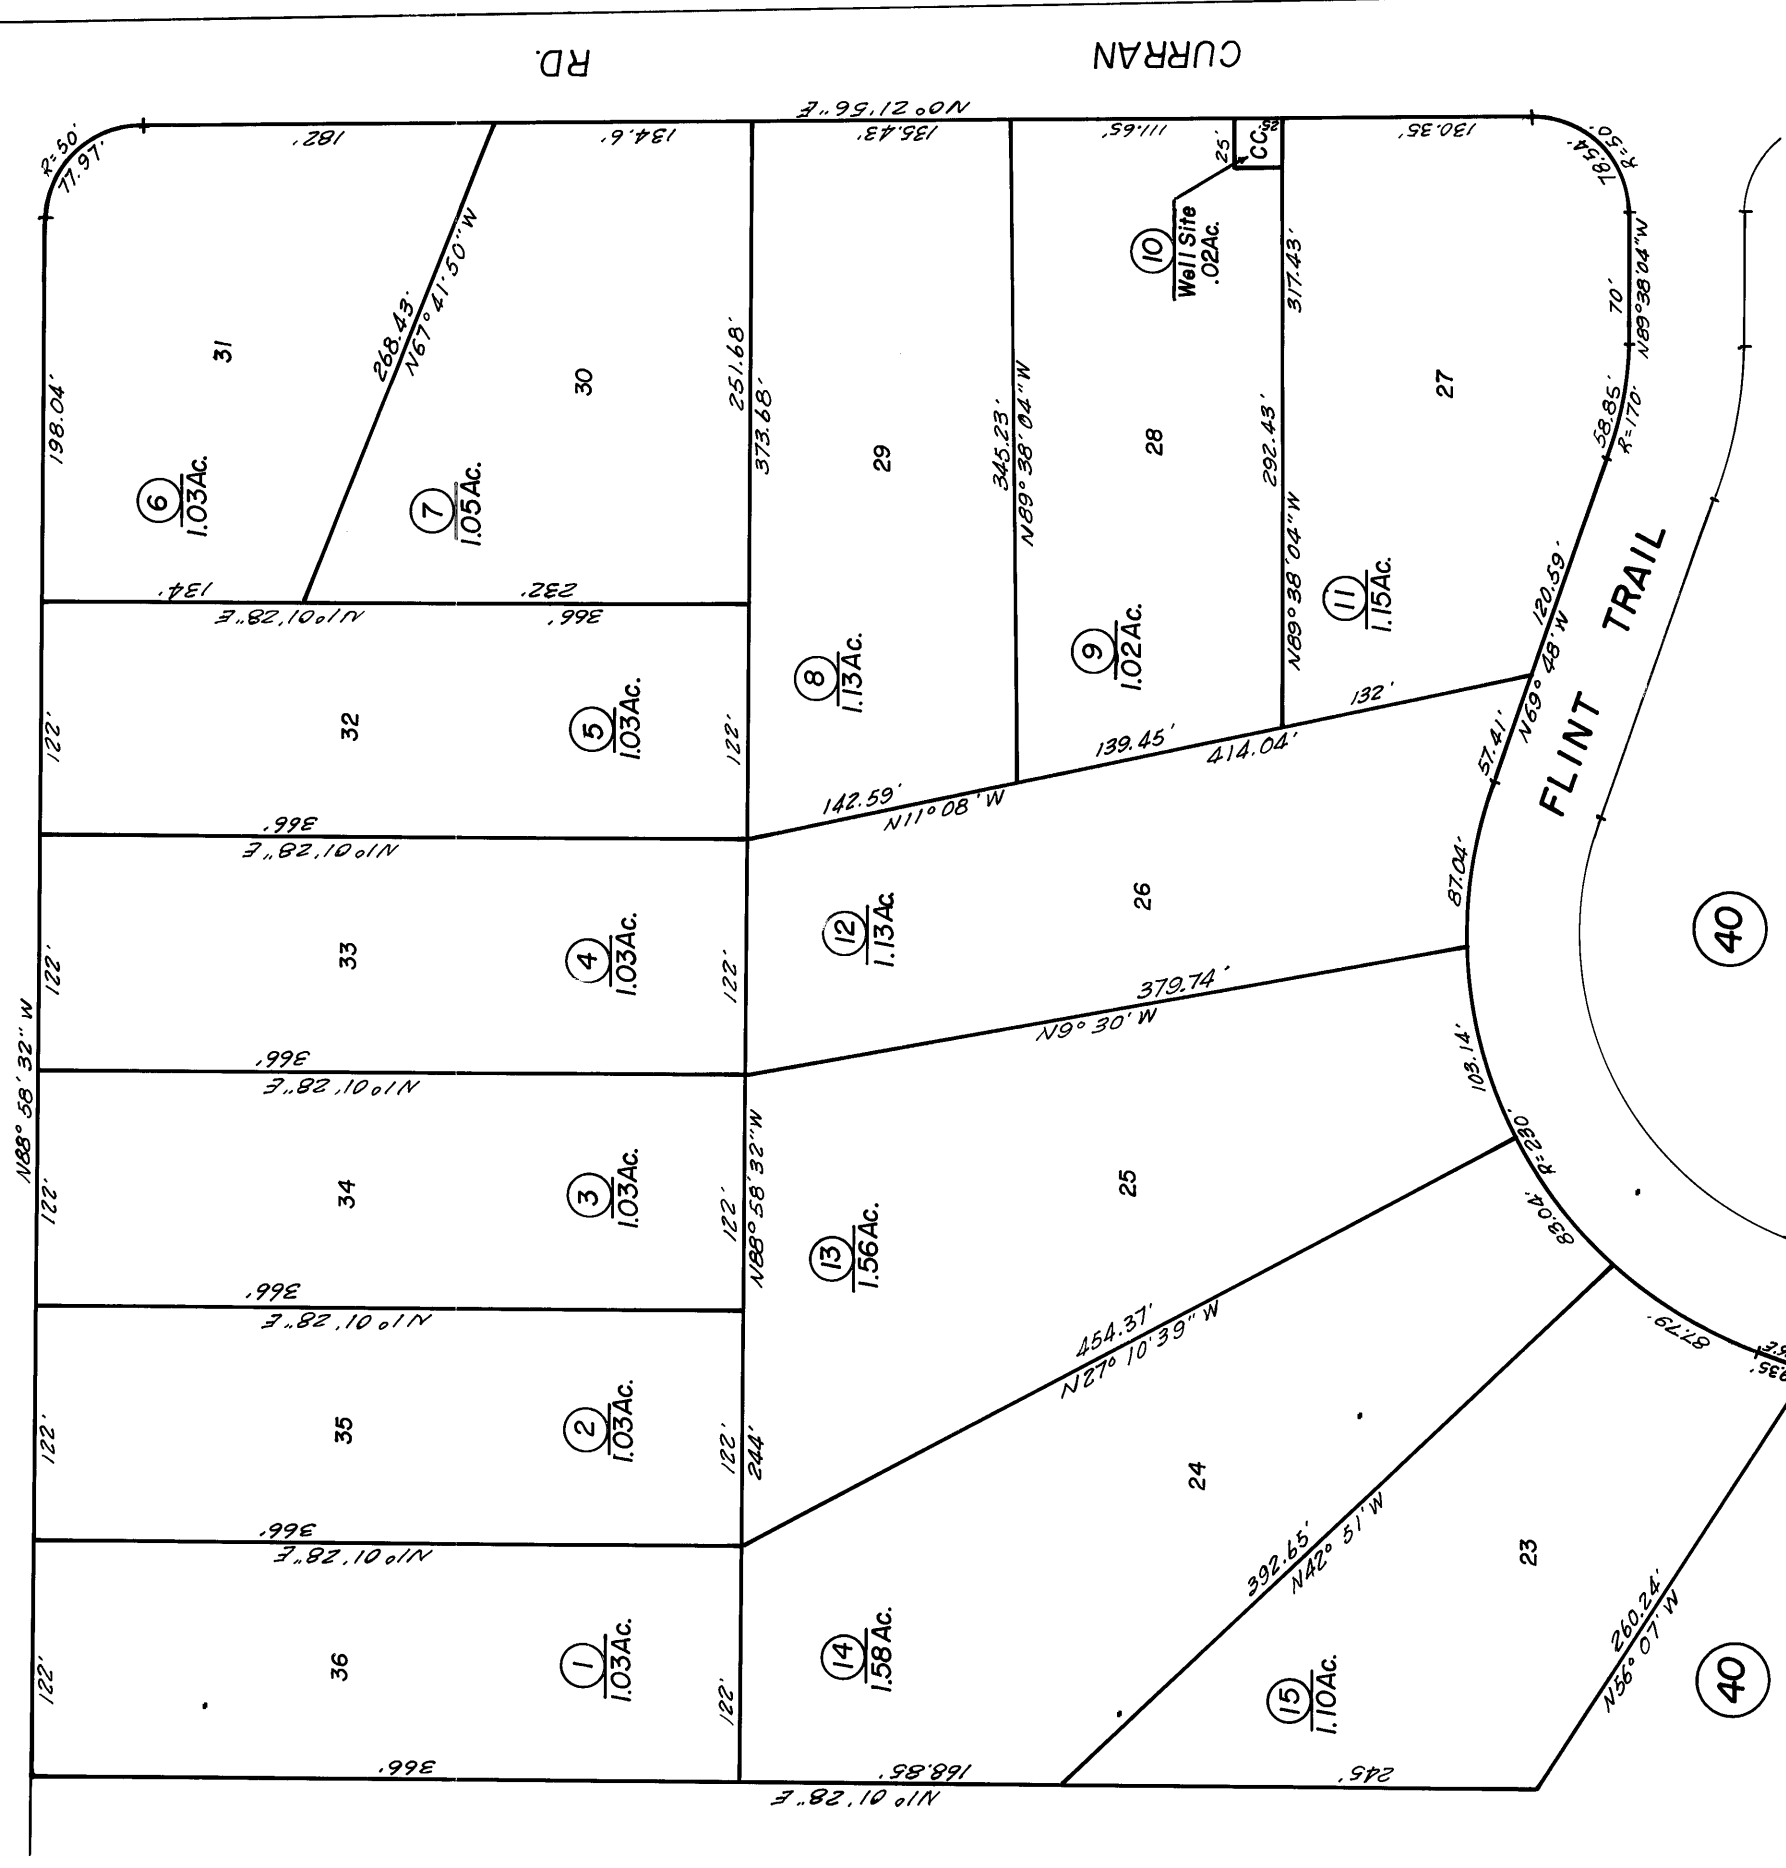 CURRAN RD.
N0° 21' 56" E
R=50'
77.97'
182'
134.6'
135.43'
111.65'
25'
25'
CC.
130.35'
78.54'
R=50'
198.04'
31
6
1.03Ac.
134'
268.43'
N67° 41' 50" W
30
7
1.05Ac.
232'
251.68'
373.68'
29
8
1.13Ac.
345.23'
N89° 38' 04" W
10
Well Site
.02Ac.
28
9
1.02Ac.
292.43'
317.43'
N89° 38' 04" W
27
11
1.15Ac.
70'
N89° 38' 04" W
58.85'
R=170'
120.59'
N69° 48' W
57.41'
FLINT TRAIL
N1° 01' 28" E
366'
122'
32
5
1.03Ac.
122'
142.59'
N11° 08' W
139.45'
414.04'
132'
366'
N1° 01' 28" E
122'
33
4
1.03Ac.
122'
12
1.13Ac.
26
87.04'
379.74'
N9° 30' W
N88° 58' 32" W
366'
N1° 01' 28" E
122'
34
3
1.03Ac.
122'
N88° 58' 32" W
13
1.56Ac.
25
103.14'
R=230'
83.04'
87.79'
40
366'
N1° 01' 28" E
122'
35
2
1.03Ac.
122'
244'
454.37'
N27° 10' 39" W
24
366'
N1° 01' 28" E
122'
36
1
1.03Ac.
122'
14
1.58Ac.
392.65'
N42° 51' W
23
15
1.10Ac.
260.24'
N56° 07' W
40
366'
168.85'
245'
N1° 01' 28" E